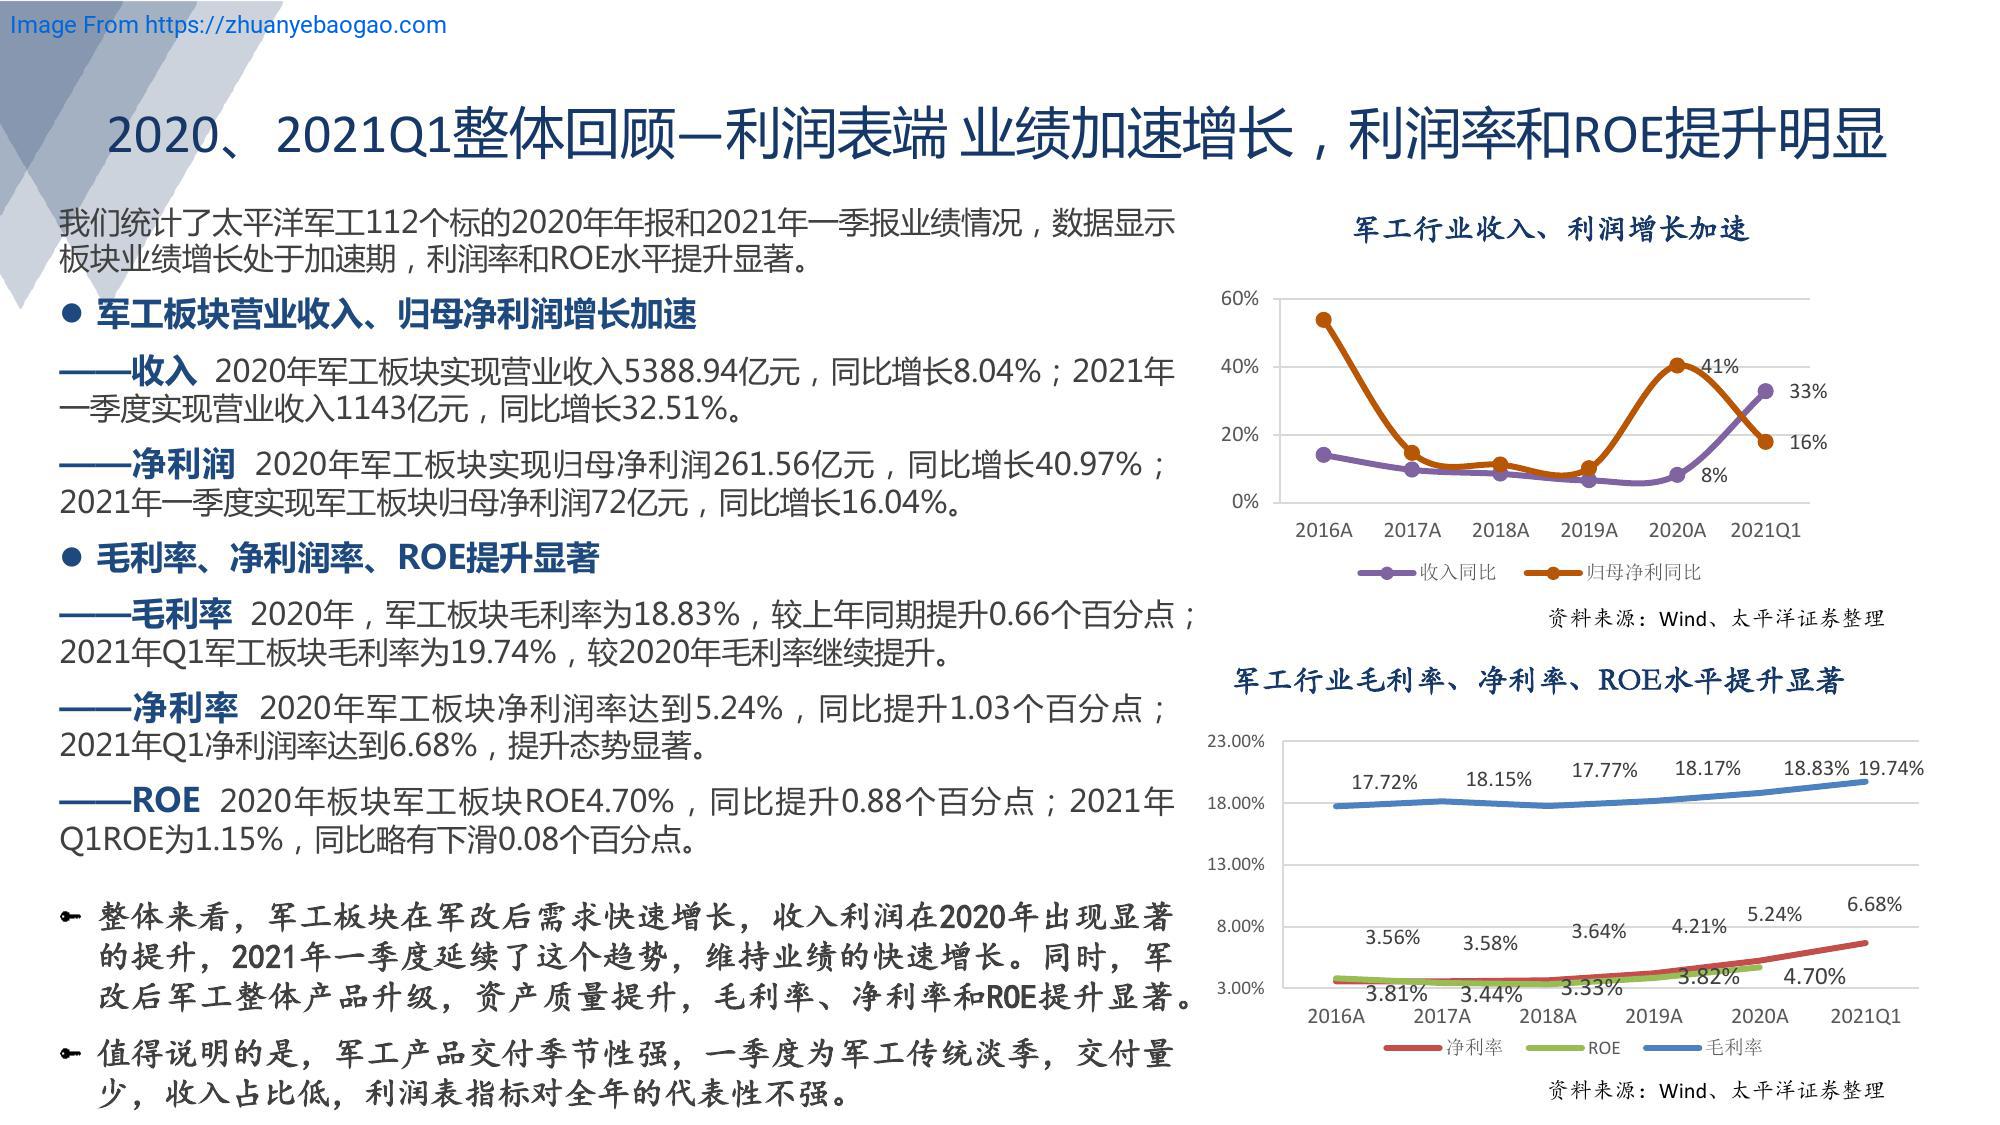 Image From https://zhuanyebaogao.com
2020、2021Q1整体回顾—利润表端 业绩加速增长，利润率和ROE提升明显
我们统计了太平洋军工112个标的2020年年报和2021年一季报业绩情况，数据显示
板块业绩增长处于加速期，利润率和ROE水平提升显著。
● 军工板块营业收入、归母净利润增长加速
——收入 2020年军工板块实现营业收入5388.94亿元，同比增长8.04%；2021年
一季度实现营业收入1143亿元，同比增长32.51%。
——净利润 2020年军工板块实现归母净利润261.56亿元，同比增长40.97%；
2021年一季度实现军工板块归母净利润72亿元，同比增长16.04%。
● 毛利率、净利润率、ROE提升显著
——毛利率 2020年，军工板块毛利率为18.83%，较上年同期提升0.66个百分点；
2021年Q1军工板块毛利率为19.74%，较2020年毛利率继续提升。
——净利率 2020年军工板块净利润率达到5.24%，同比提升1.03个百分点；
2021年Q1净利润率达到6.68%，提升态势显著。
——ROE 2020年板块军工板块ROE4.70%，同比提升0.88个百分点；2021年
Q1ROE为1.15%，同比略有下滑0.08个百分点。
整体来看，军工板块在军改后需求快速增长，收入利润在2020年出现显著
的提升，2021年一季度延续了这个趋势，维持业绩的快速增长。同时，军
改后军工整体产品升级，资产质量提升，毛利率、净利率和ROE提升显著。
值得说明的是，军工产品交付季节性强，一季度为军工传统淡季，交付量
少，收入占比低，利润表指标对全年的代表性不强。
军工行业收入、利润增长加速
60%
40%
20%
0%
41%
33%
16%
8%
2016A 2017A 2018A 2019A 2020A 2021Q1
收入同比 归母净利同比
资料来源：Wind、太平洋证券整理
军工行业毛利率、净利率、ROE水平提升显著
23.00%
18.00%
13.00%
8.00%
3.00%
17.72% 18.15% 17.77% 18.17% 18.83% 19.74%
3.56% 3.58% 3.64% 4.21% 5.24% 6.68%
3.81% 3.44% 3.33% 3.82% 4.70%
2016A 2017A 2018A 2019A 2020A 2021Q1
净利率 ROE 毛利率
资料来源：Wind、太平洋证券整理